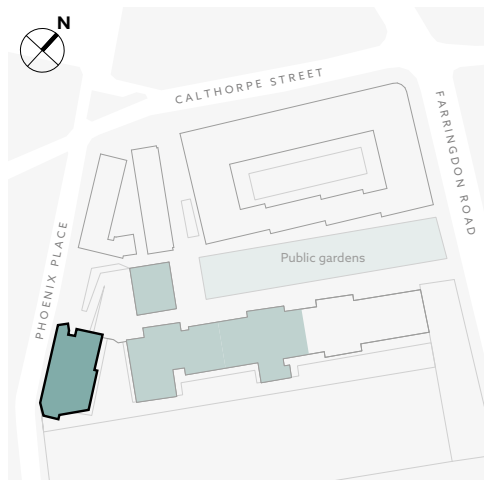 N
CALTHORPE STREET
FARRINGDON ROAD
PHOENIX PLACE
Public gardens